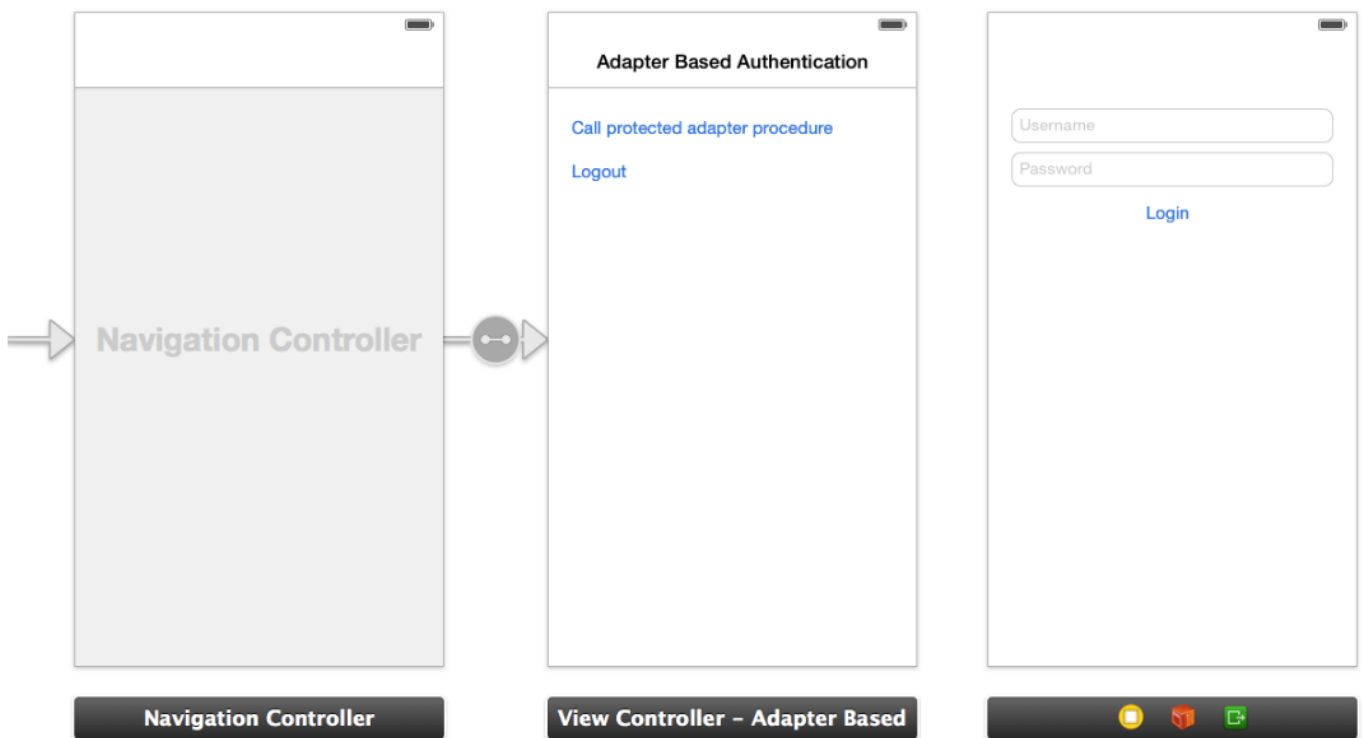 Navigation Controller
Navigation Controller
Adapter Based Authentication
Call protected adapter procedure
Logout
View Controller – Adapter Based
Username
Password
Login